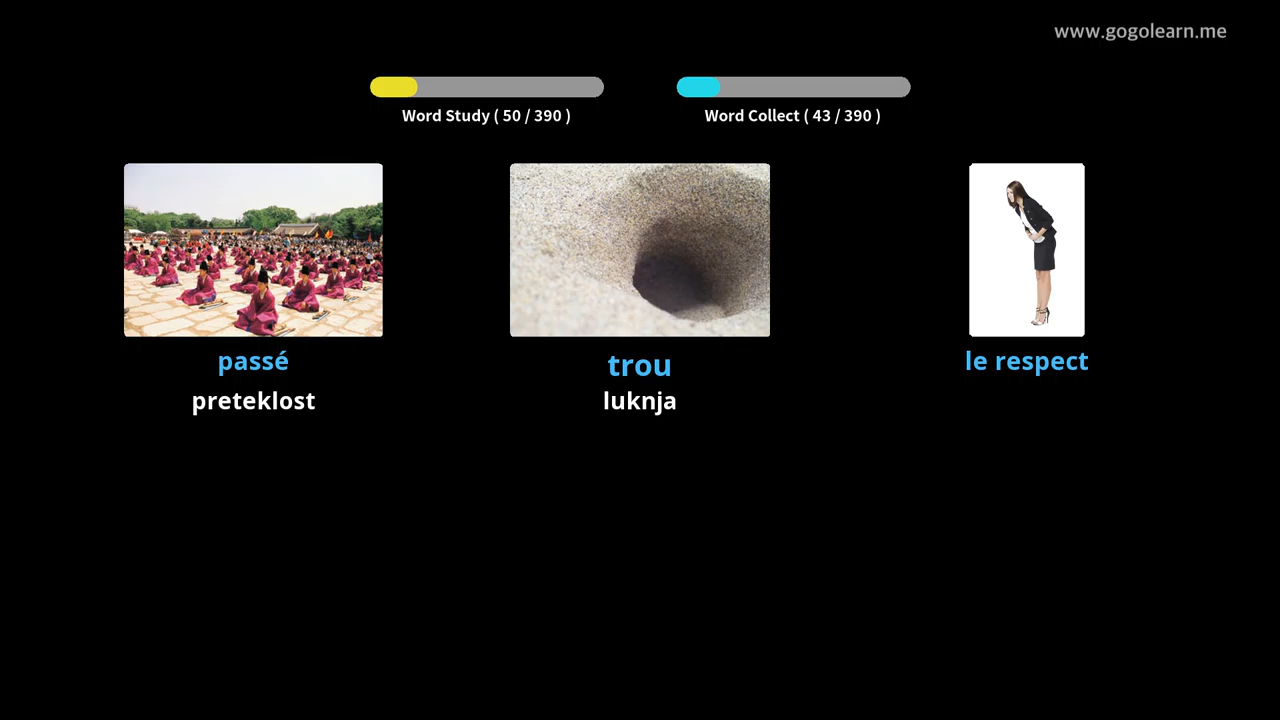 www.gogolearn.me
Word Study ( 50 / 390 )
Word Collect ( 43 / 390 )
passé
preteklost
trou
luknja
le respect